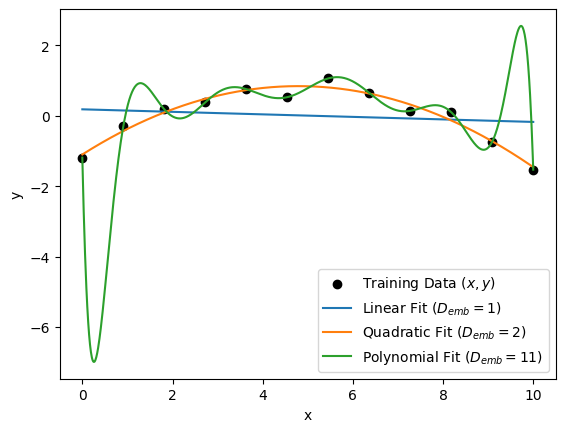 2
0
−2
−4
−6
y
0
2
4
6
8
10
x
Training Data (x, y)
Linear Fit (D_emb = 1)
Quadratic Fit (D_emb = 2)
Polynomial Fit (D_emb = 11)